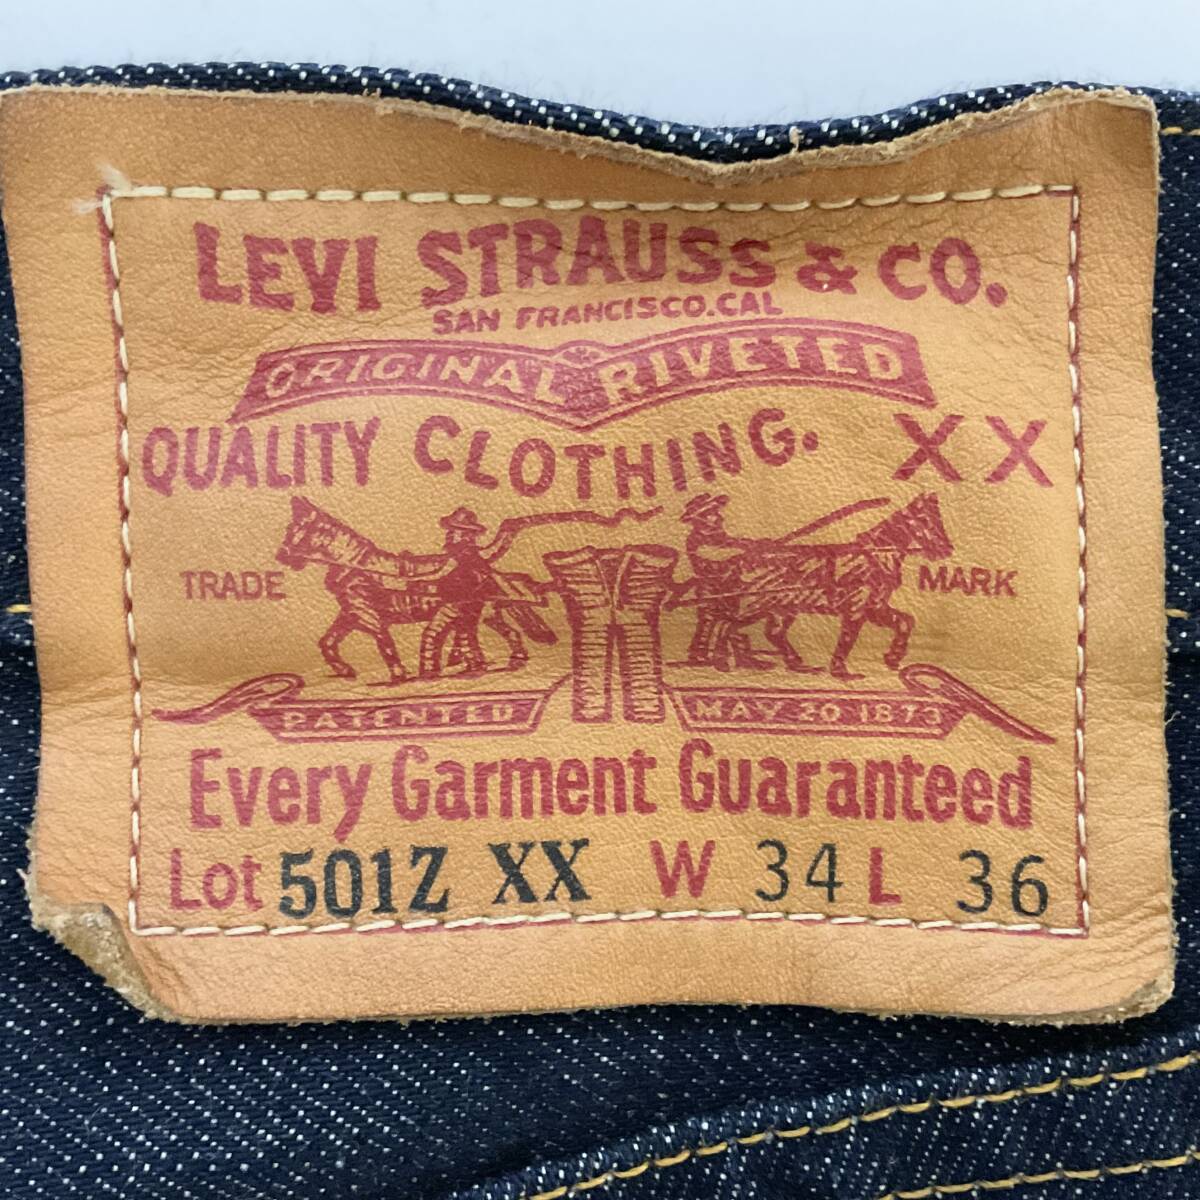 LEVI STRAUSS & CO.
SAN FRANCISCO.CAL
ORIGINAL RIVETED
QUALITY CLOTHING. XX
TRADE MARK
PATENTED MAY 20 1873
Every Garment Guaranteed
Lot 501Z XX W 34 L 36